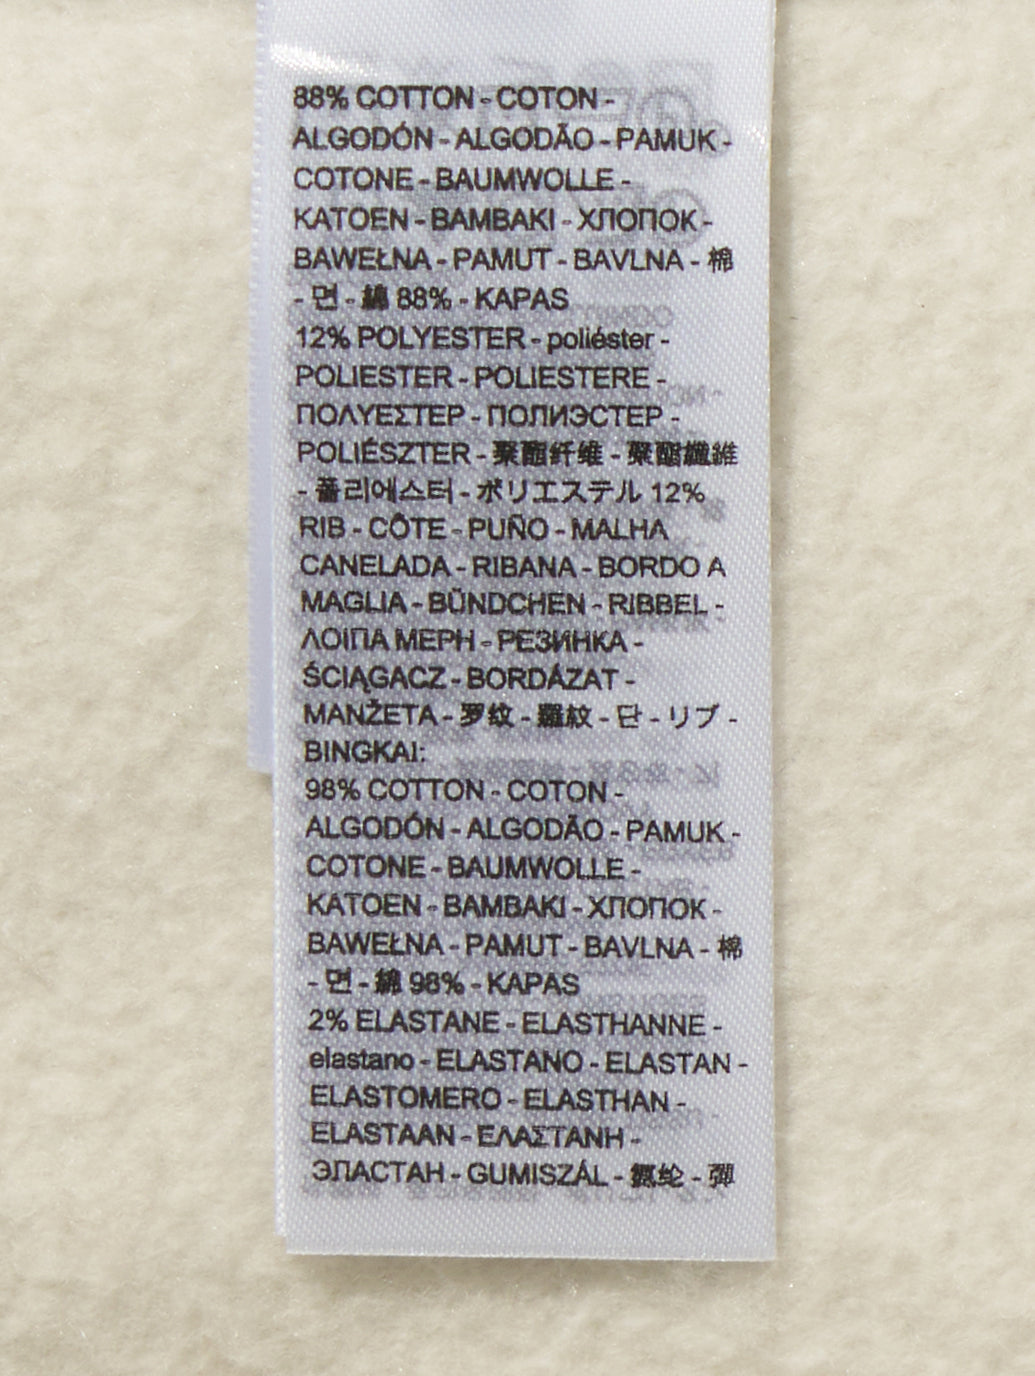 88% COTTON - COTON -
ALGODÓN - ALGODÃO - PAMUK -
COTONE - BAUMWOLLE -
KATOEN - BAMBAKI - ХЛОПОК -
BAWEŁNA - PAMUT - BAVLNA - 棉
- 면 - 綿 88% - KAPAS
12% POLYESTER - poliéster -
POLIESTER - POLIESTERE -
ΠΟΛΥΕΣΤΕΡ - ПОЛИЭСТЕР -
POLIÉSZTER - 聚酯纤维 - 聚酯纖維
- 폴리에스터 - ポリエステル 12%
RIB - CÔTE - PUÑO - MALHA
CANELADA - RIBANA - BORDO A
MAGLIA - BÜNDCHEN - RIBBEL -
ΛΟΙΠΑ ΜΕΡΗ - РЕЗИНКА -
ŚCIĄGACZ - BORDÁZAT -
MANŽETA - 罗纹 - 羅紋 - 단 - リブ -
BINGKAI:
98% COTTON - COTON -
ALGODÓN - ALGODÃO - PAMUK -
COTONE - BAUMWOLLE -
KATOEN - BAMBAKI - ХЛОПОК -
BAWEŁNA - PAMUT - BAVLNA - 棉
- 면 - 綿 98% - KAPAS
2% ELASTANE - ELASTHANNE -
elastano - ELASTANO - ELASTAN -
ELASTOMERO - ELASTHAN -
ELASTAAN - ΕΛΑΣΤΑΝΗ -
ЭЛАСТАН - GUMISZÁL - 氨纶 - 彈